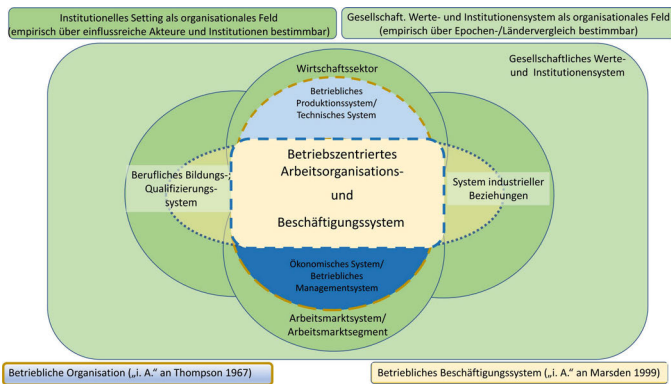 Institutionelles Setting als organisationales Feld
(empirisch über einflussreiche Akteure und Institutionen bestimmbar)
Gesellschaft. Werte- und Institutionensystem als organisationales Feld
(empirisch über Epochen-/Ländervergleich bestimmbar)
Gesellschaftliches Werte-
und Institutionensystem
Wirtschaftssektor
Betriebliches
Produktionssystem/
Technisches System
Betriebszentriertes
Arbeitsorganisations-
und
Beschäftigungssystem
Berufliches Bildungs-,
Qualifizierungs-
system
System industrieller
Beziehungen
Ökonomisches System/
Betriebliches
Managementsystem
Arbeitsmarktsystem/
Arbeitsmarktsegment
Betriebliche Organisation („i. A.“ an Thompson 1967)
Betriebliches Beschäftigungssystem („i. A.“ an Marsden 1999)